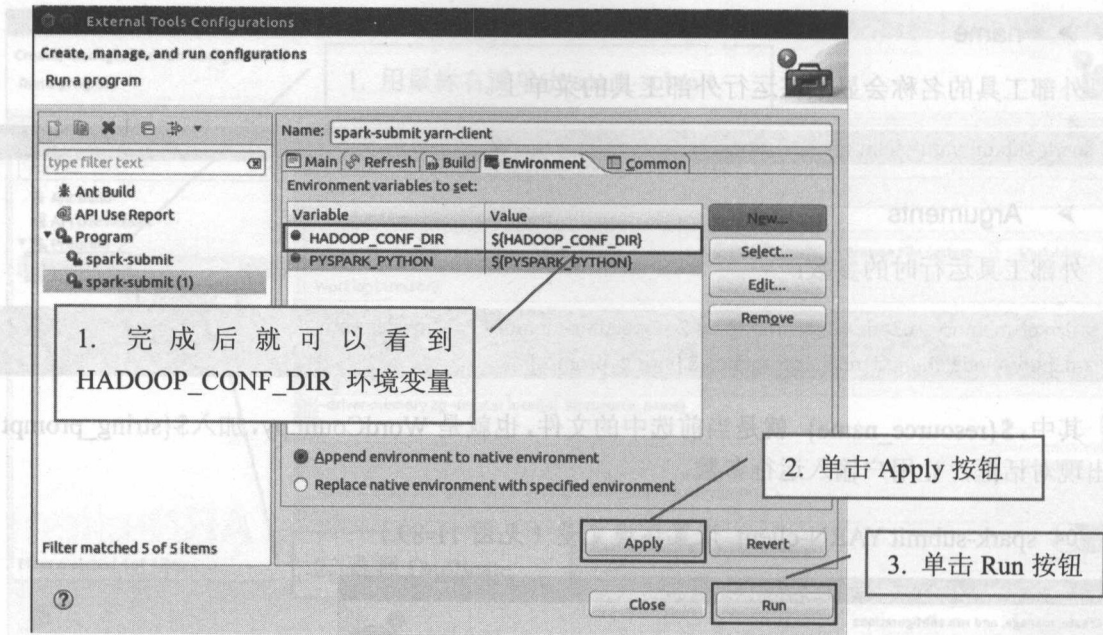 External Tools Configurations
Create, manage, and run configurations
Run a program
Name: spark-submit yarn-client
type filter text
Main Refresh Build Environment Common
Environment variables to set:
Ant Build
API Use Report
Program
spark-submit
spark-submit (1)
Variable Value
HADOOP_CONF_DIR ${HADOOP_CONF_DIR}
PYSPARK_PYTHON ${PYSPARK_PYTHON}
New...
Select...
Edit...
Remove
1. 完成后就可以看到
HADOOP_CONF_DIR 环境变量
Append environment to native environment
Replace native environment with specified environment
2. 单击 Apply 按钮
Filter matched 5 of 5 items
Apply Revert
3. 单击 Run 按钮
Close Run